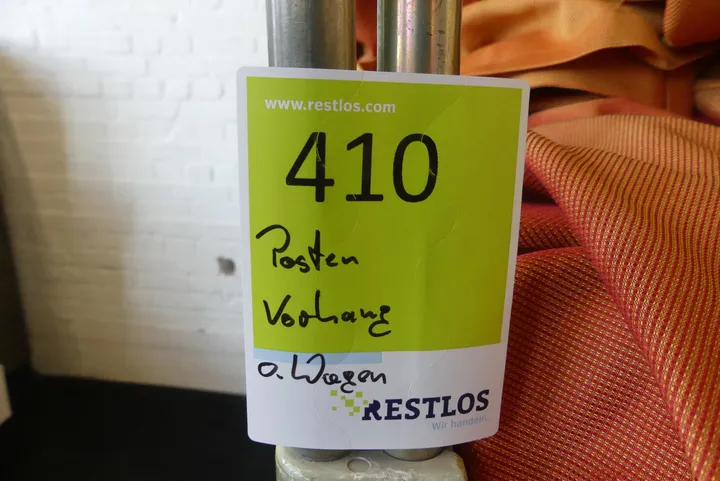 www.restlos.com
410
Posten
Vorhang
o. Wagen
RESTLOS
Wir handeln.